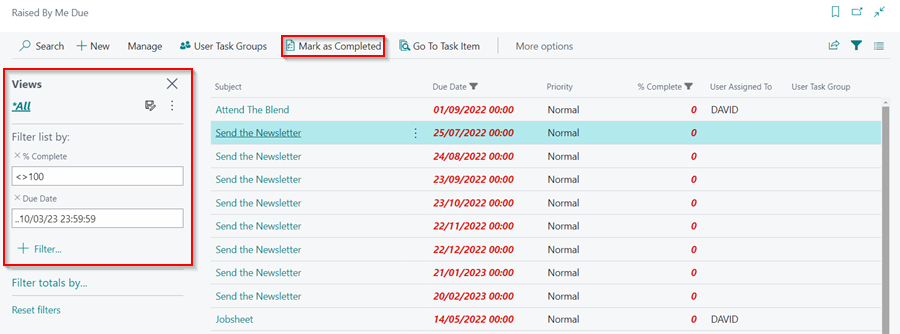 Raised By Me Due
Search New Manage User Task Groups Mark as Completed Go To Task Item More options
Views
*All
Filter list by:
× % Complete
<>100
× Due Date
..10/03/23 23:59:59
+ Filter...
Filter totals by...
Reset filters
Subject Due Date Priority % Complete User Assigned To User Task Group
Attend The Blend 01/09/2022 00:00 Normal 0 DAVID
Send the Newsletter 25/07/2022 00:00 Normal 0
Send the Newsletter 24/08/2022 00:00 Normal 0
Send the Newsletter 23/09/2022 00:00 Normal 0
Send the Newsletter 23/10/2022 00:00 Normal 0
Send the Newsletter 22/11/2022 00:00 Normal 0
Send the Newsletter 22/12/2022 00:00 Normal 0
Send the Newsletter 21/01/2023 00:00 Normal 0
Send the Newsletter 20/02/2023 00:00 Normal 0
Jobsheet 14/05/2022 00:00 Normal 0 DAVID